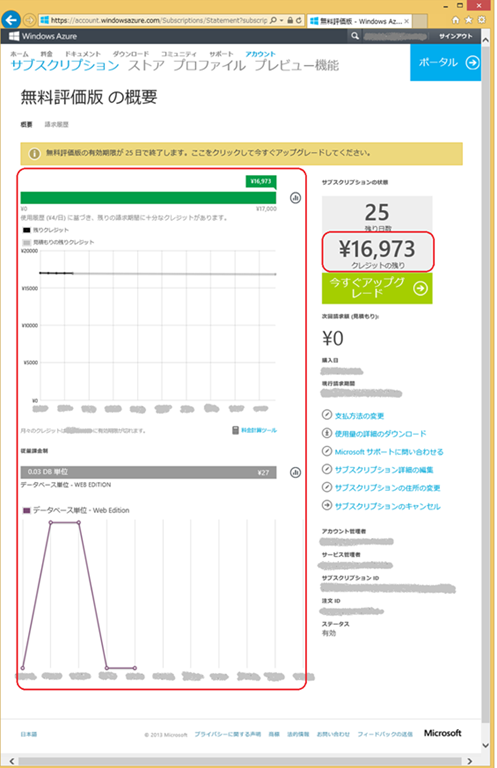 https://account.windowsazure.com/Subscriptions/Statement?subscrip
無料評価版 - Windows Az...
Windows Azure
サインアウト
ホーム 料金 ドキュメント ダウンロード コミュニティ サポート アカウント
サブスクリプション ストア プロファイル プレビュー機能
ポータル
無料評価版 の概要
概要 請求履歴
無料評価版の有効期限が 25 日で終了します。ここをクリックして今すぐアップグレードしてください。
¥16,973
¥0 ¥17,000
使用履歴 (¥4/日) に基づき、残りの請求期間に十分なクレジットがあります。
残りクレジット
見積もりの残りクレジット
¥20000
¥15000
¥10000
¥5000
¥0
月々のクレジットは
に有効期限が切れます。
料金計算ツール
従量課金制
0.03 DB 単位 ¥27
データベース単位 - WEB EDITION
データベース単位 - Web Edition
サブスクリプションの状態
25
残り日数
¥16,973
クレジットの残り
今すぐアップグ
レード
次回請求額 (見積もり):
¥0
購入日
現行請求期間
支払方法の変更
使用量の詳細のダウンロード
Microsoft サポートに問い合わせる
サブスクリプション詳細の編集
サブスクリプションの住所の変更
サブスクリプションのキャンセル
アカウント管理者
サービス管理者
サブスクリプション ID
注文 ID
ステータス
有効
日本語
© 2013 Microsoft プライバシーに関する声明 商標 法的情報 お問い合わせ フィードバックの送信 Microsoft